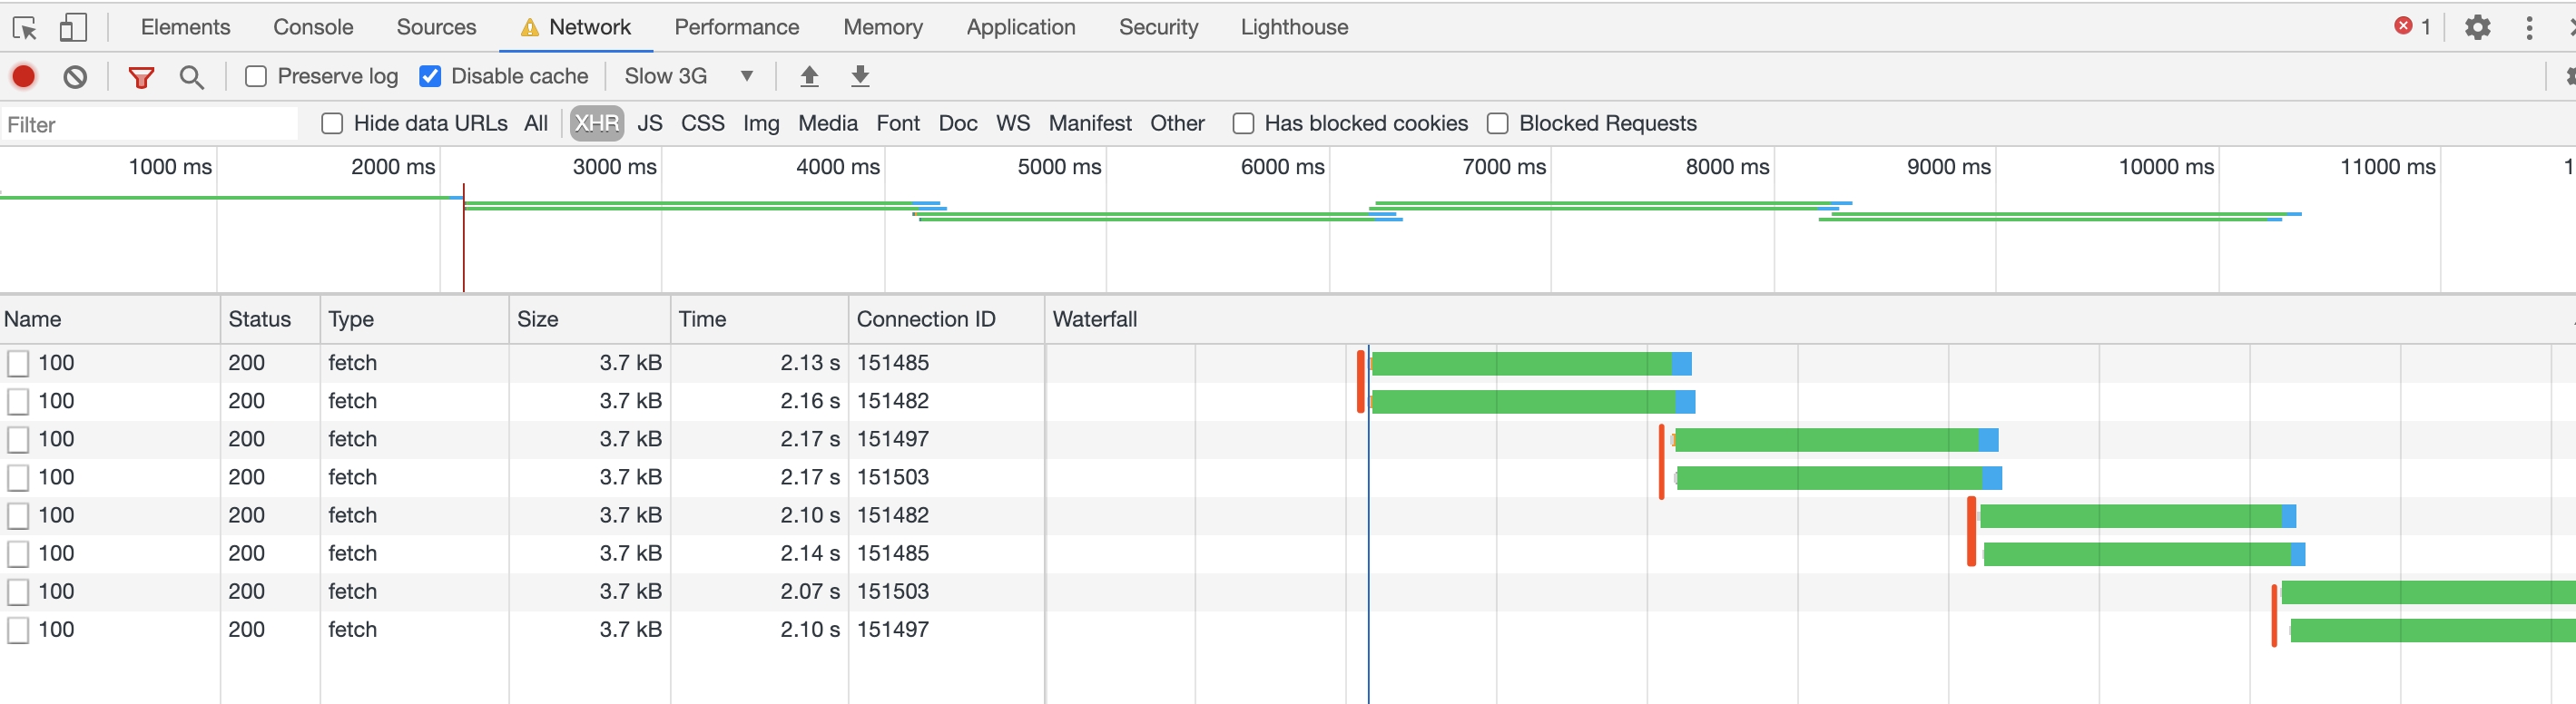 Elements Console Sources Network Performance Memory Application Security Lighthouse 1
Preserve log Disable cache Slow 3G
Filter Hide data URLs All XHR JS CSS Img Media Font Doc WS Manifest Other Has blocked cookies Blocked Requests
1000 ms 2000 ms 3000 ms 4000 ms 5000 ms 6000 ms 7000 ms 8000 ms 9000 ms 10000 ms 11000 ms 1
Name Status Type Size Time Connection ID Waterfall
100 200 fetch 3.7 kB 2.13 s 151485
100 200 fetch 3.7 kB 2.16 s 151482
100 200 fetch 3.7 kB 2.17 s 151497
100 200 fetch 3.7 kB 2.17 s 151503
100 200 fetch 3.7 kB 2.10 s 151482
100 200 fetch 3.7 kB 2.14 s 151485
100 200 fetch 3.7 kB 2.07 s 151503
100 200 fetch 3.7 kB 2.10 s 151497